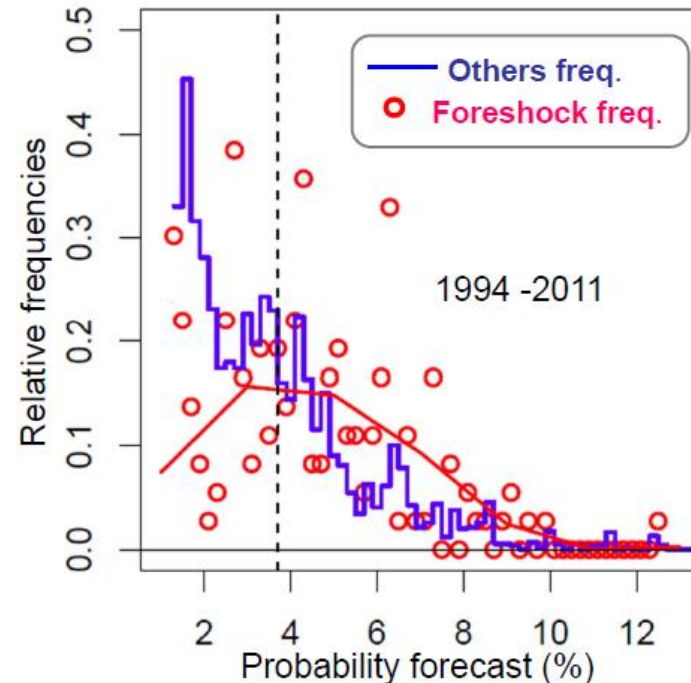 Relative frequencies
0.5
0.4
0.3
0.2
0.1
0.0
Others freq.
Foreshock freq.
1994 -2011
2 4 6 8 10 12
Probability forecast (%)